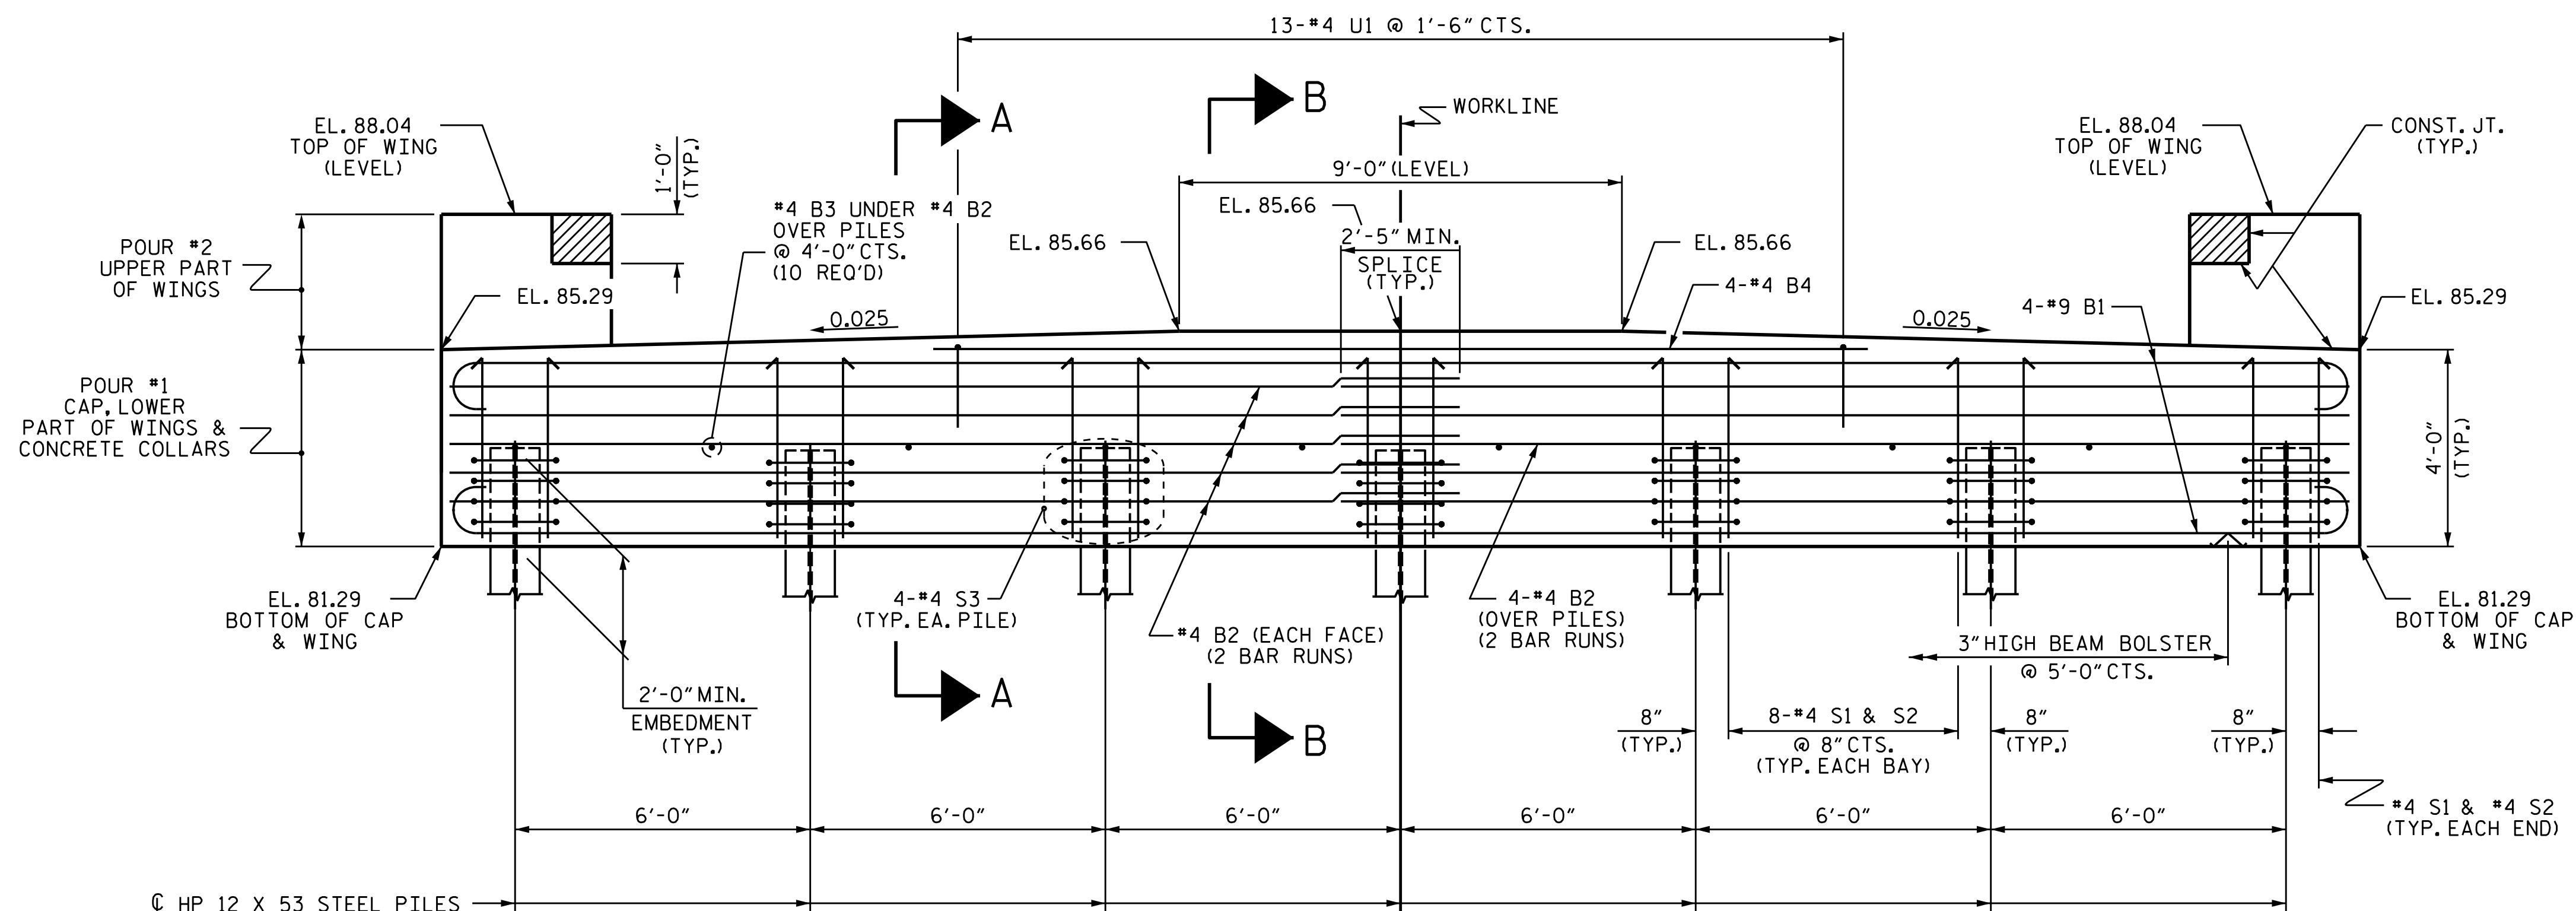 13-#4 U1 @ 1'-6" CTS.
A
B
WORKLINE
EL. 88.04
TOP OF WING
(LEVEL)
1'-0"
(TYP.)
9'-0" (LEVEL)
EL. 88.04
TOP OF WING
(LEVEL)
CONST. JT.
(TYP.)
#4 B3 UNDER #4 B2
OVER PILES
@ 4'-0" CTS.
(10 REQ'D)
EL. 85.66
EL. 85.66
2'-5" MIN.
SPLICE
(TYP.)
EL. 85.66
POUR #2
UPPER PART
OF WINGS
EL. 85.29
0.025
4-#4 B4
0.025
4-#9 B1
EL. 85.29
POUR #1
CAP, LOWER
PART OF WINGS &
CONCRETE COLLARS
4'-0"
(TYP.)
EL. 81.29
BOTTOM OF CAP
& WING
4-#4 S3
(TYP. EA. PILE)
#4 B2 (EACH FACE)
(2 BAR RUNS)
4-#4 B2
(OVER PILES)
(2 BAR RUNS)
3" HIGH BEAM BOLSTER
@ 5'-0" CTS.
EL. 81.29
BOTTOM OF CAP
& WING
2'-0" MIN.
EMBEDMENT
(TYP.)
A
B
8"
(TYP.)
8-#4 S1 & S2
@ 8" CTS.
(TYP. EACH BAY)
8"
(TYP.)
8"
(TYP.)
#4 S1 & #4 S2
(TYP. EACH END)
6'-0"
6'-0"
6'-0"
6'-0"
6'-0"
6'-0"
℄ HP 12 X 53 STEEL PILES